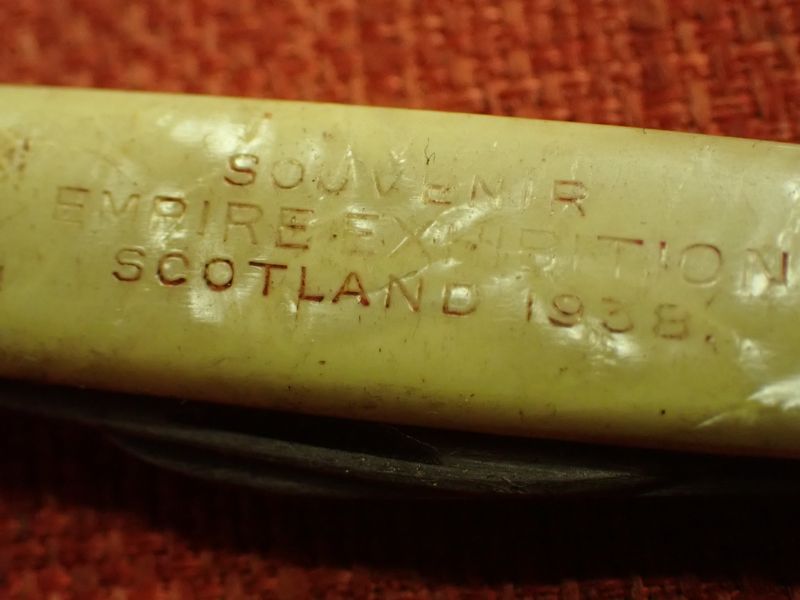 SOUVENIR
EMPIRE EXHIBITION
SCOTLAND 1938.